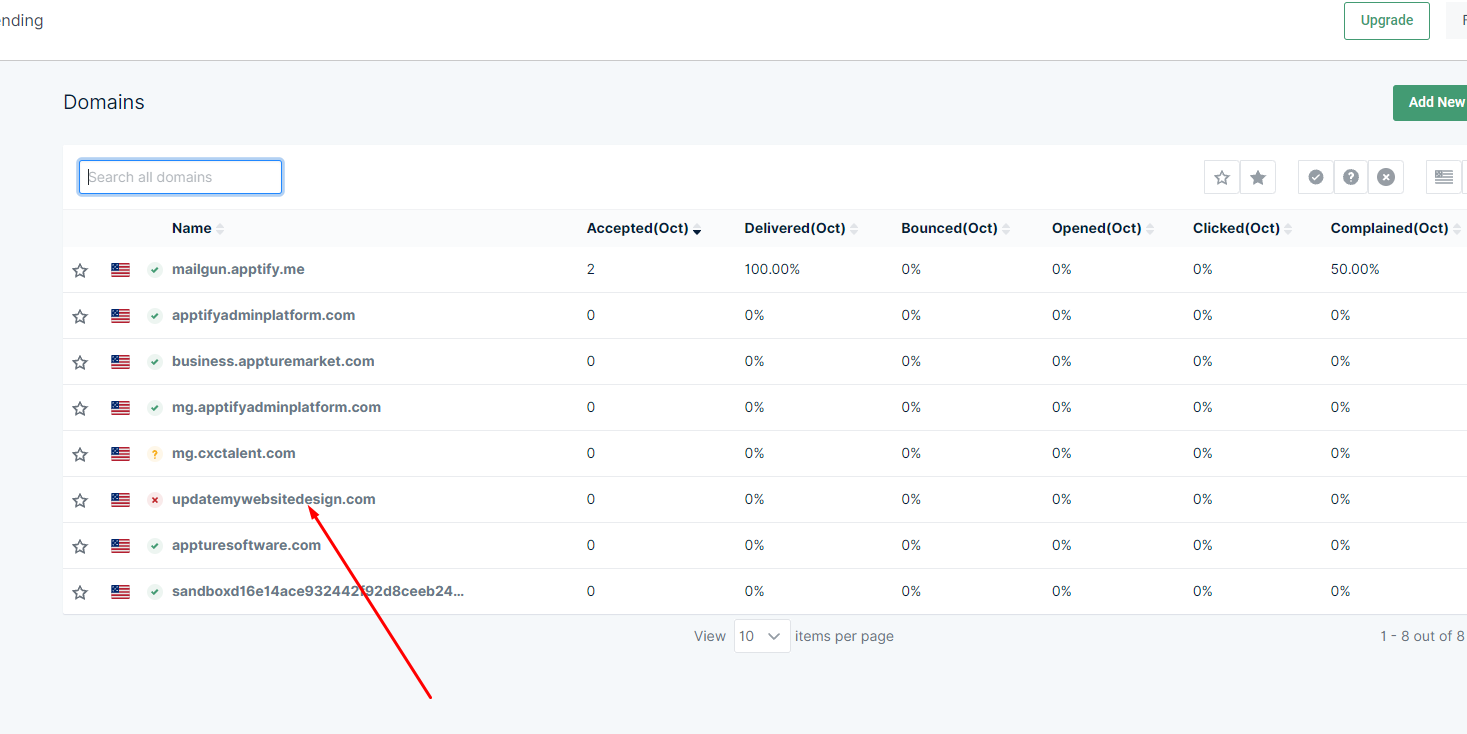 ending
Upgrade
Domains
Add New
Search all domains
Name Accepted(Oct) Delivered(Oct) Bounced(Oct) Opened(Oct) Clicked(Oct) Complained(Oct)
mailgun.apptify.me 2 100.00% 0% 0% 0% 50.00%
apptifyadminplatform.com 0 0% 0% 0% 0% 0%
business.appturemarket.com 0 0% 0% 0% 0% 0%
mg.apptifyadminplatform.com 0 0% 0% 0% 0% 0%
? mg.cxctalent.com 0 0% 0% 0% 0% 0%
updatemywebsitedesign.com 0 0% 0% 0% 0% 0%
appturesoftware.com 0 0% 0% 0% 0% 0%
sandboxd16e14ace932442f92d8ceeb24... 0 0% 0% 0% 0% 0%
View 10 items per page 1 - 8 out of 8